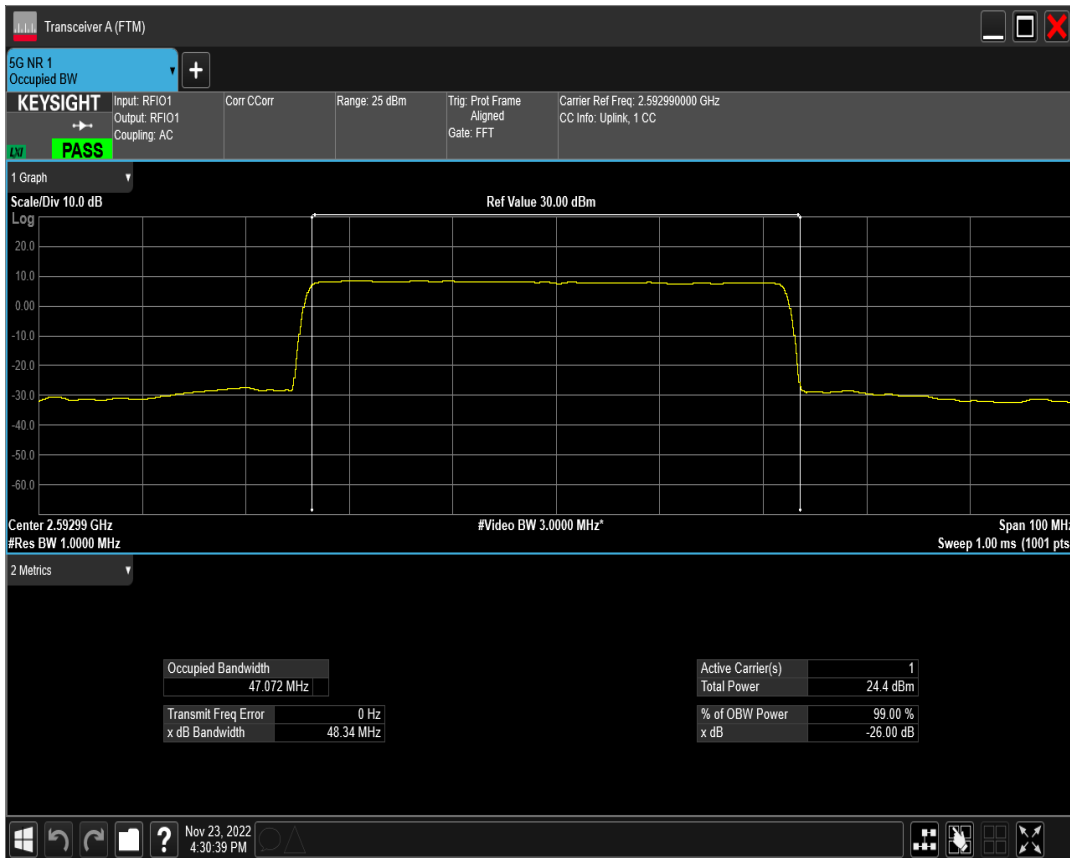 Transceiver A (FTM)
5G NR 1
Occupied BW
+
KEYSIGHT
LXI
PASS
Input: RFIO1
Output: RFIO1
Coupling: AC
Corr CCorr
Range: 25 dBm
Trig: Prot Frame
Aligned
Gate: FFT
Carrier Ref Freq: 2.592990000 GHz
CC Info: Uplink, 1 CC
1 Graph
Scale/Div 10.0 dB
Ref Value 30.00 dBm
Log
20.0
10.0
0.00
-10.0
-20.0
-30.0
-40.0
-50.0
-60.0
Center 2.59299 GHz
#Video BW 3.0000 MHz*
Span 100 MHz
#Res BW 1.0000 MHz
Sweep 1.00 ms (1001 pts
2 Metrics
Occupied Bandwidth
47.072 MHz
Transmit Freq Error 0 Hz
x dB Bandwidth 48.34 MHz
Active Carrier(s) 1
Total Power 24.4 dBm
% of OBW Power 99.00 %
x dB -26.00 dB
?
Nov 23, 2022
4:30:39 PM